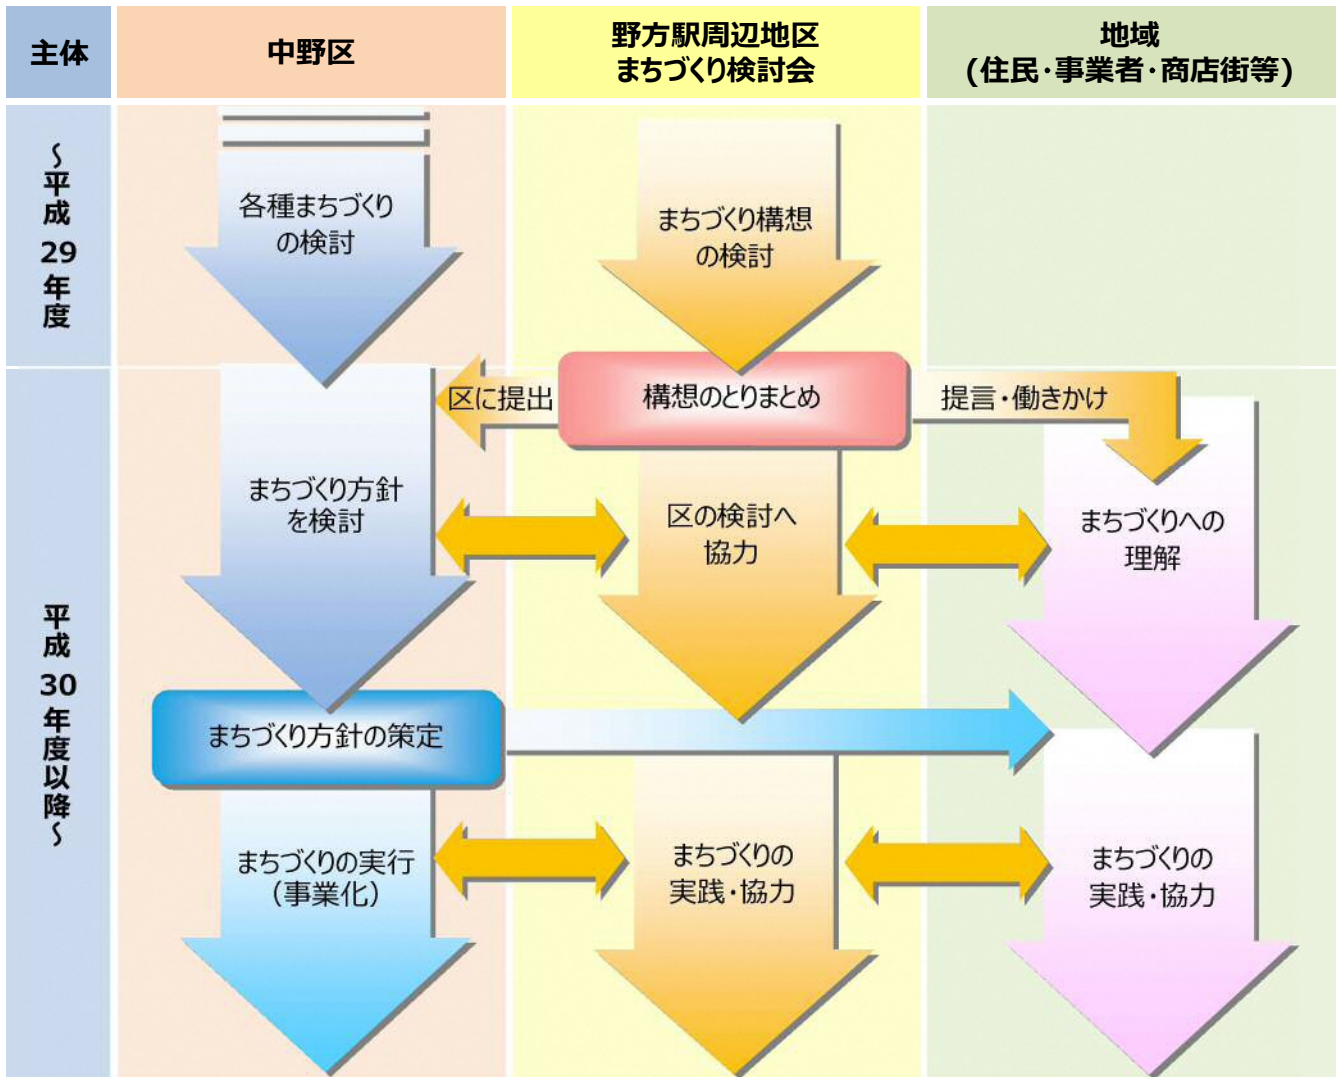 主体
中野区
野方駅周辺地区
まちづくり検討会
地域
(住民・事業者・商店街等)
～平成29年度
各種まちづくり
の検討
まちづくり構想
の検討
区に提出
構想のとりまとめ
提言・働きかけ
平成30年度以降～
まちづくり方針
を検討
区の検討へ
協力
まちづくりへの
理解
まちづくり方針の策定
まちづくりの実行
（事業化）
まちづくりの
実践・協力
まちづくりの
実践・協力